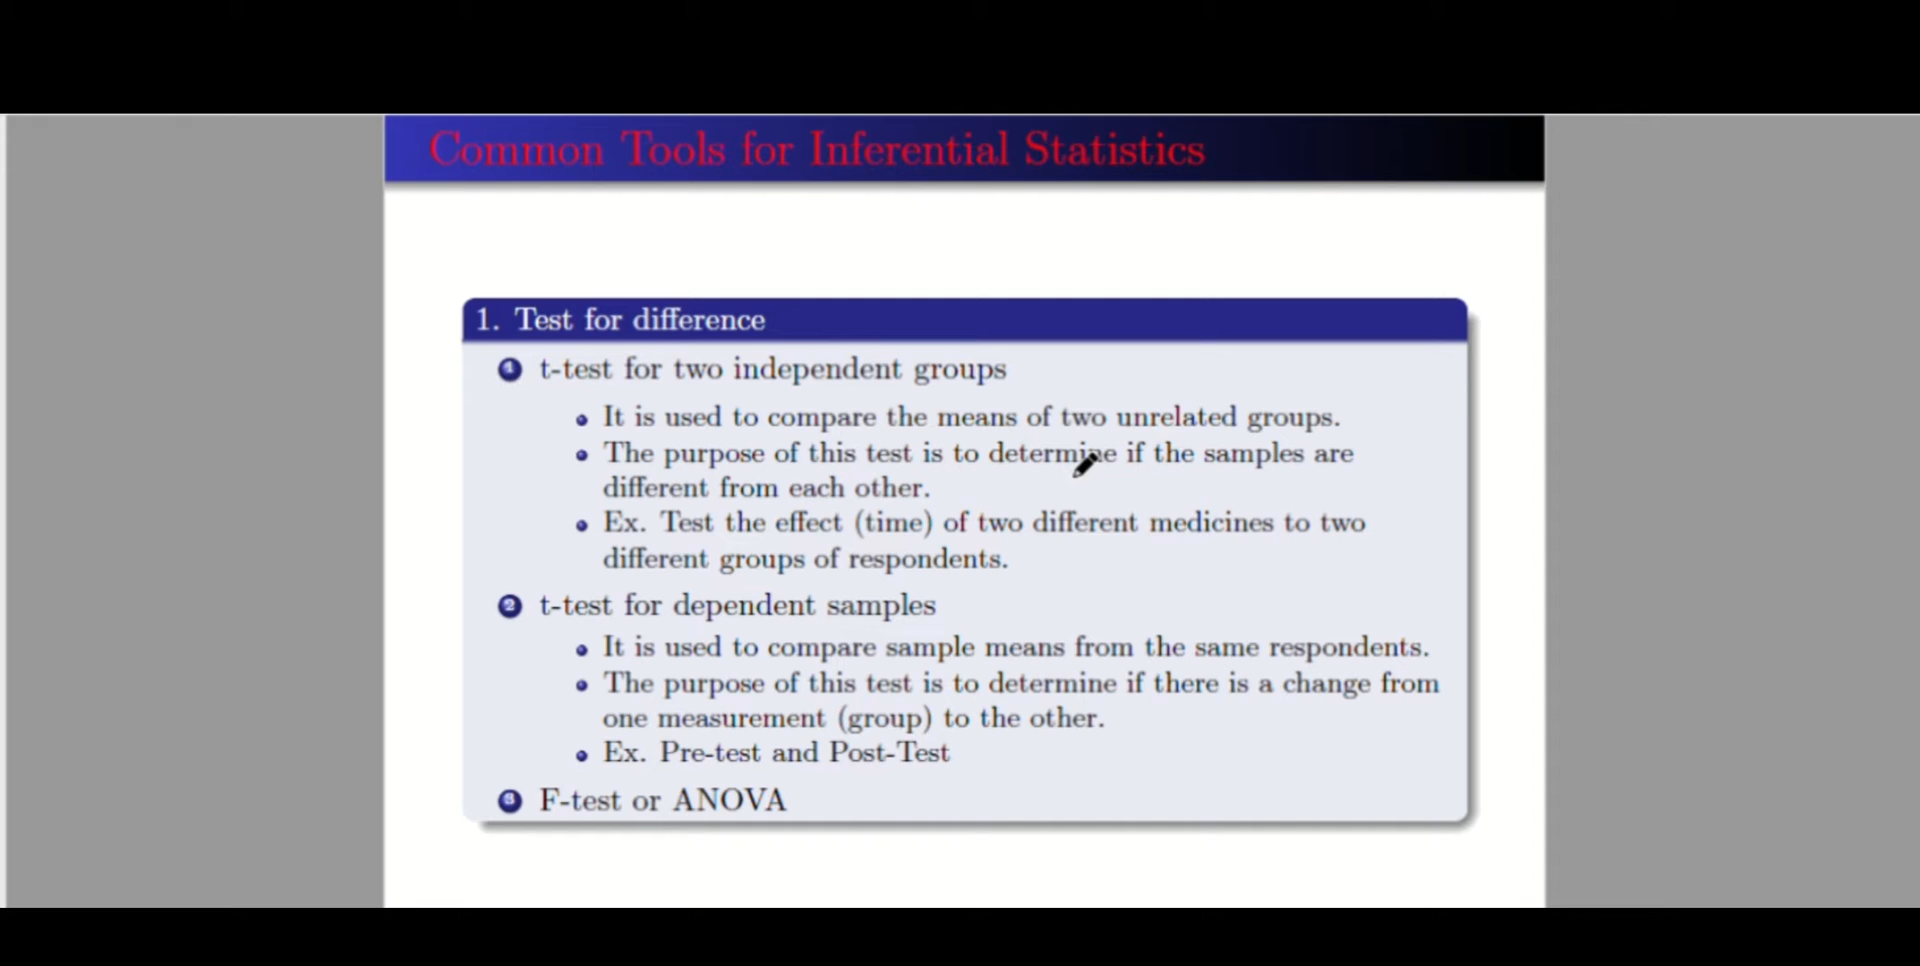 Common Tools for Inferential Statistics
1. Test for difference
1 t-test for two independent groups
It is used to compare the means of two unrelated groups.
The purpose of this test is to determine if the samples are
different from each other.
Ex. Test the effect (time) of two different medicines to two
different groups of respondents.
2 t-test for dependent samples
It is used to compare sample means from the same respondents.
The purpose of this test is to determine if there is a change from
one measurement (group) to the other.
Ex. Pre-test and Post-Test
3 F-test or ANOVA